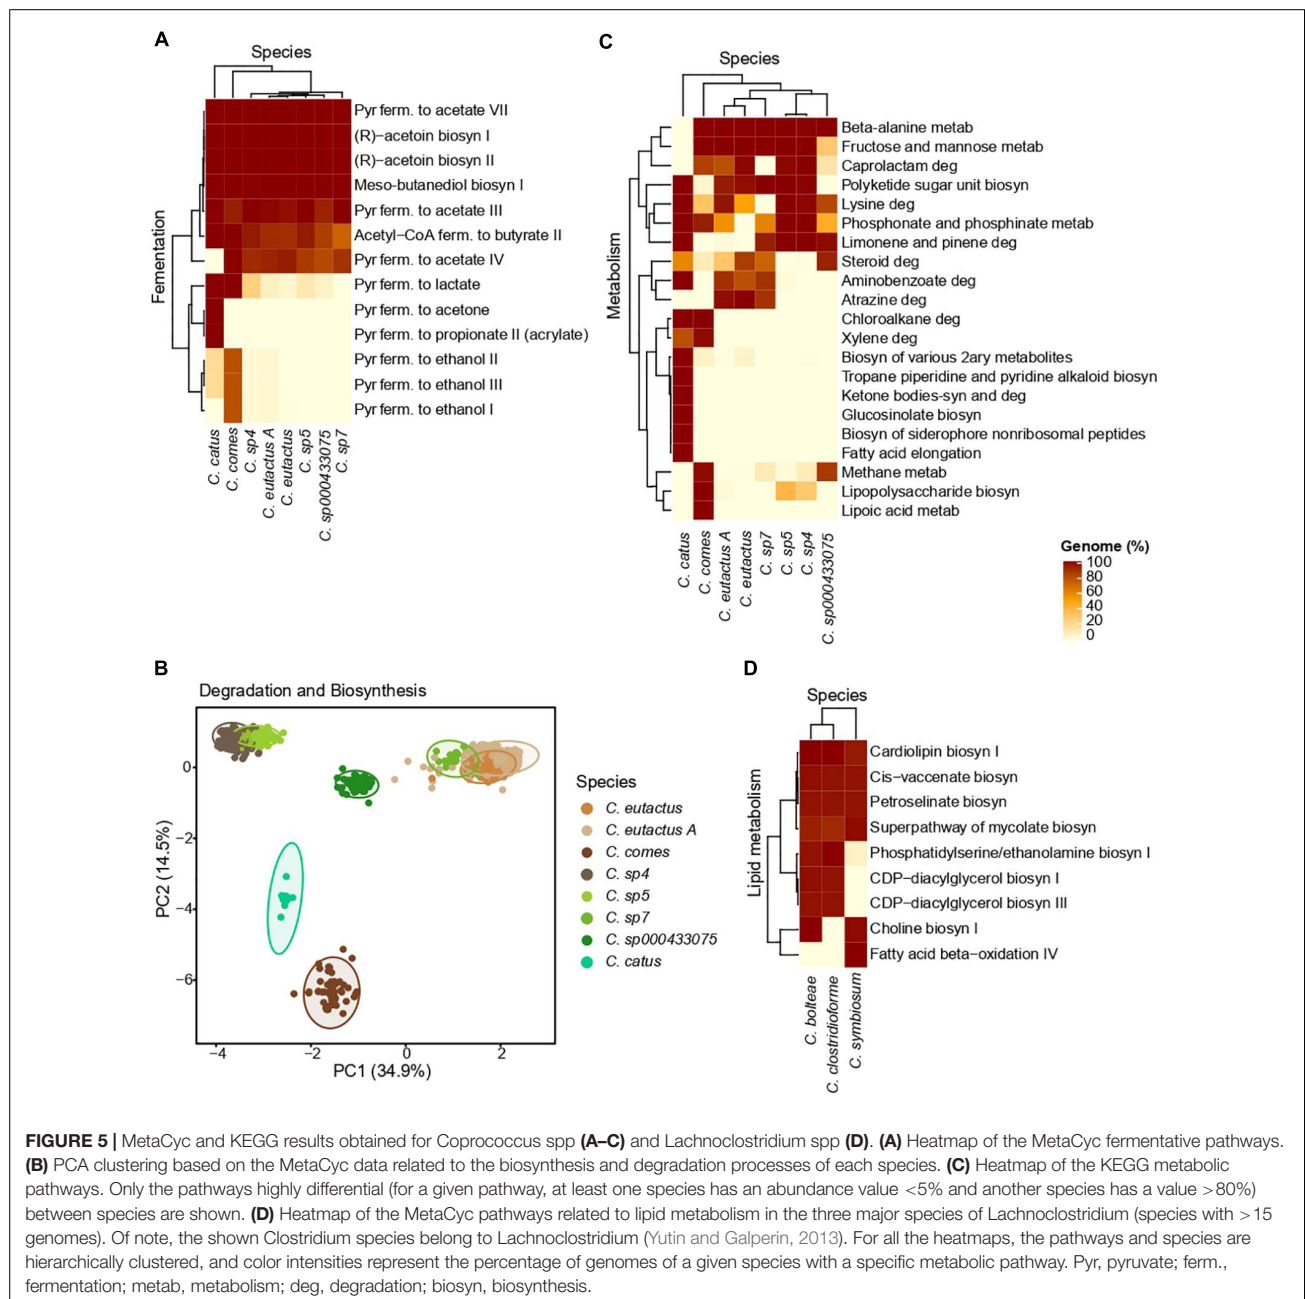 A
Species
Fermentation
Pyr ferm. to acetate VII
(R)−acetoin biosyn I
(R)−acetoin biosyn II
Meso-butanediol biosyn I
Pyr ferm. to acetate III
Acetyl−CoA ferm. to butyrate II
Pyr ferm. to acetate IV
Pyr ferm. to lactate
Pyr ferm. to acetone
Pyr ferm. to propionate II (acrylate)
Pyr ferm. to ethanol II
Pyr ferm. to ethanol III
Pyr ferm. to ethanol I
C. catus
C. comes
C. sp4
C. eutactus A
C. eutactus
C. sp5
C. sp000433075
C. sp7
C
Species
Metabolism
Beta-alanine metab
Fructose and mannose metab
Caprolactam deg
Polyketide sugar unit biosyn
Lysine deg
Phosphonate and phosphinate metab
Limonene and pinene deg
Steroid deg
Aminobenzoate deg
Atrazine deg
Chloroalkane deg
Xylene deg
Biosyn of various 2ary metabolites
Tropane piperidine and pyridine alkaloid biosyn
Ketone bodies-syn and deg
Glucosinolate biosyn
Biosyn of siderophore nonribosomal peptides
Fatty acid elongation
Methane metab
Lipopolysaccharide biosyn
Lipoic acid metab
C. catus
C. comes
C. eutactus A
C. eutactus
C. sp7
C. sp5
C. sp4
C. sp000433075
Genome (%)
100
80
60
40
20
0
B
Degradation and Biosynthesis
PC2 (14.5%)
0
−2
−4
−6
−4
−2
0
2
PC1 (34.9%)
Species
C. eutactus
C. eutactus A
C. comes
C. sp4
C. sp5
C. sp7
C. sp000433075
C. catus
D
Species
Lipid metabolism
Cardiolipin biosyn I
Cis−vaccenate biosyn
Petroselinate biosyn
Superpathway of mycolate biosyn
Phosphatidylserine/ethanolamine biosyn I
CDP−diacylglycerol biosyn I
CDP−diacylglycerol biosyn III
Choline biosyn I
Fatty acid beta−oxidation IV
C. bolteae
C. clostridioforme
C. symbiosum
FIGURE 5 | MetaCyc and KEGG results obtained for Coprococcus spp (A–C) and Lachnoclostridium spp (D). (A) Heatmap of the MetaCyc fermentative pathways.
(B) PCA clustering based on the MetaCyc data related to the biosynthesis and degradation processes of each species. (C) Heatmap of the KEGG metabolic
pathways. Only the pathways highly differential (for a given pathway, at least one species has an abundance value <5% and another species has a value >80%)
between species are shown. (D) Heatmap of the MetaCyc pathways related to lipid metabolism in the three major species of Lachnoclostridium (species with >15
genomes). Of note, the shown Clostridium species belong to Lachnoclostridium (Yutin and Galperin, 2013). For all the heatmaps, the pathways and species are
hierarchically clustered, and color intensities represent the percentage of genomes of a given species with a specific metabolic pathway. Pyr, pyruvate; ferm.,
fermentation; metab, metabolism; deg, degradation; biosyn, biosynthesis.